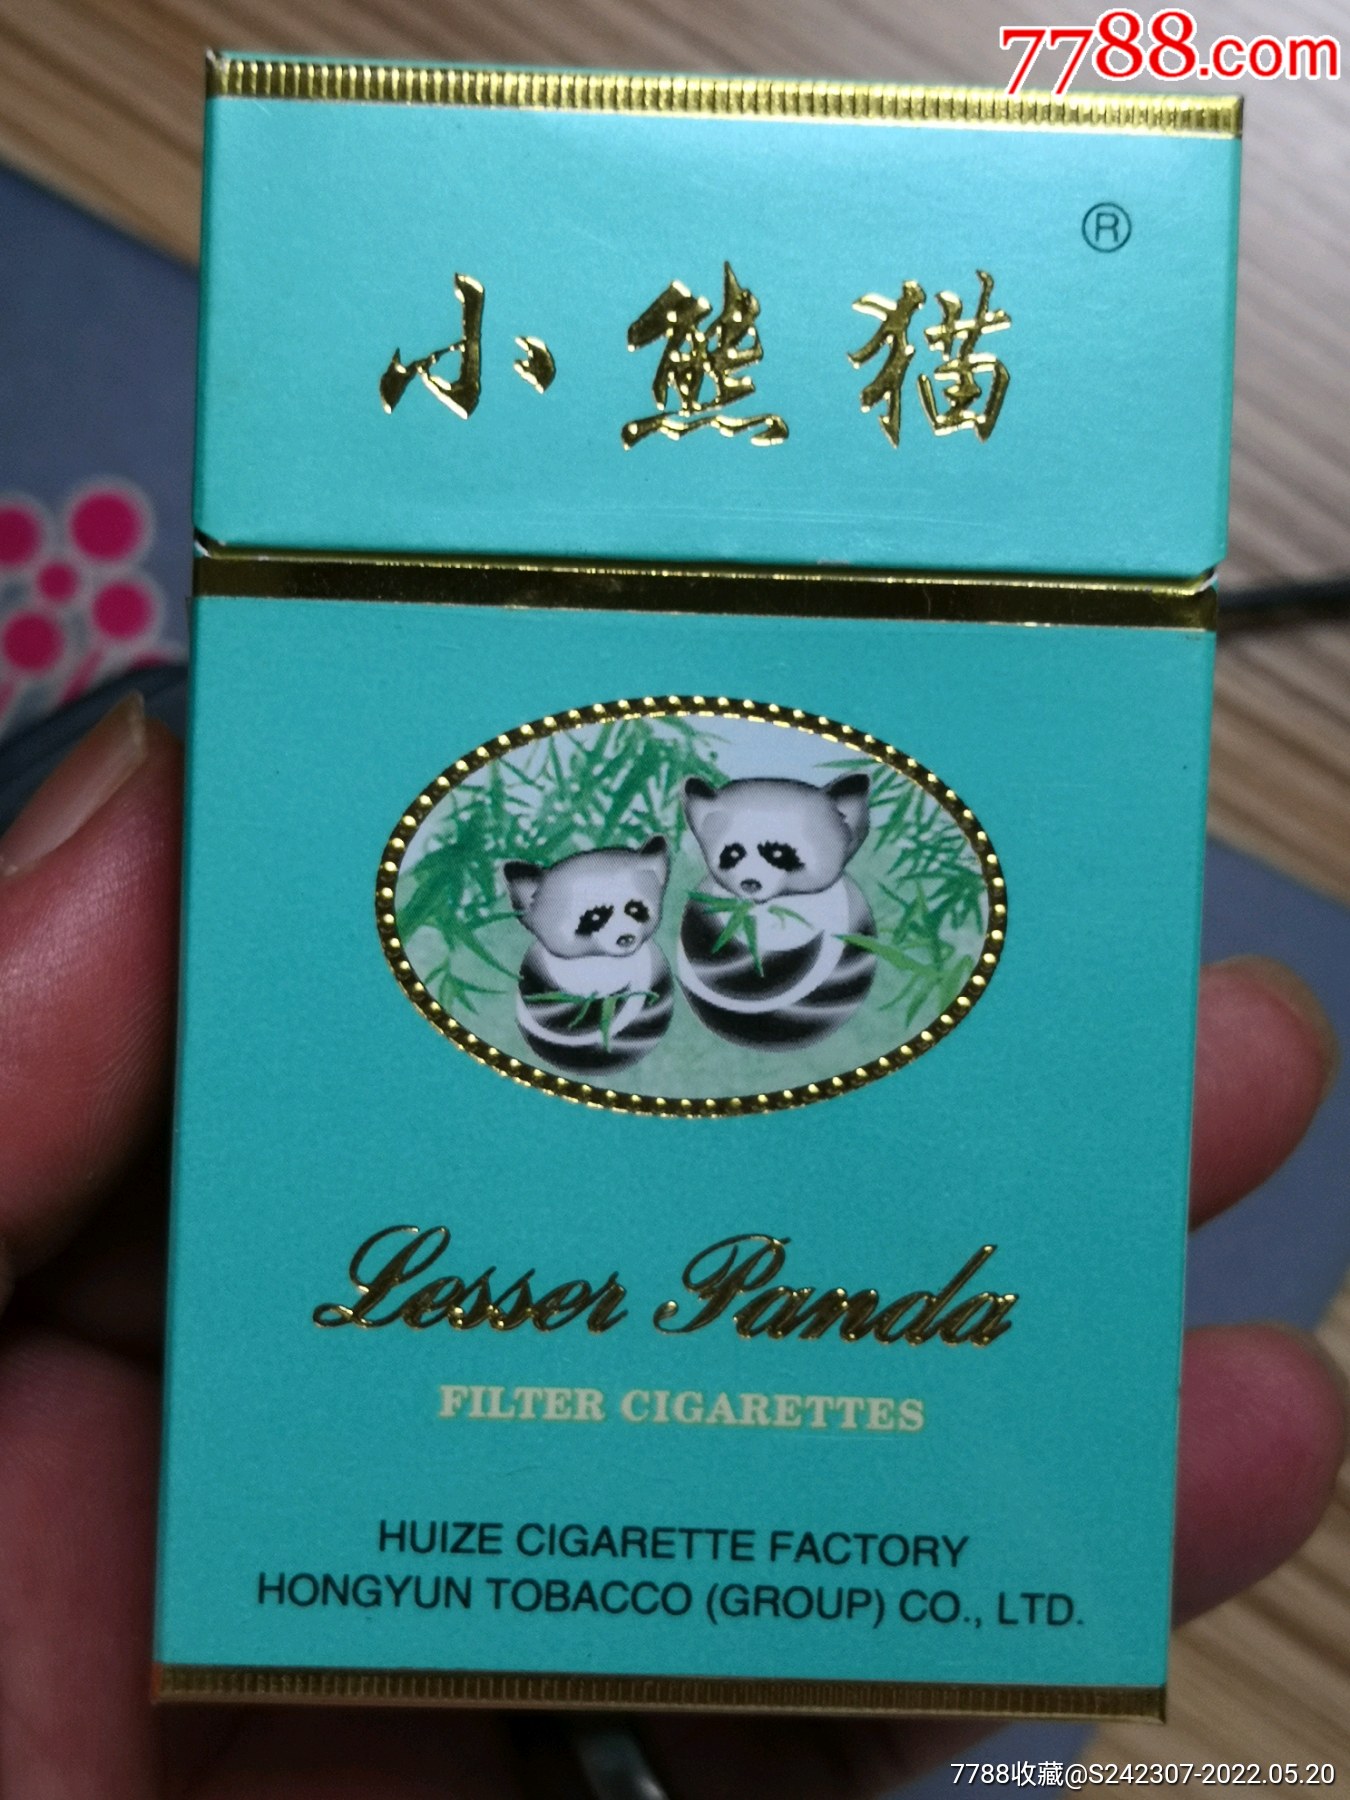 7788.com
®
小熊猫
Lesser Panda
FILTER CIGARETTES
HUIZE CIGARETTE FACTORY
HONGYUN TOBACCO (GROUP) CO., LTD.
7788收藏@S242307-2022.05.20